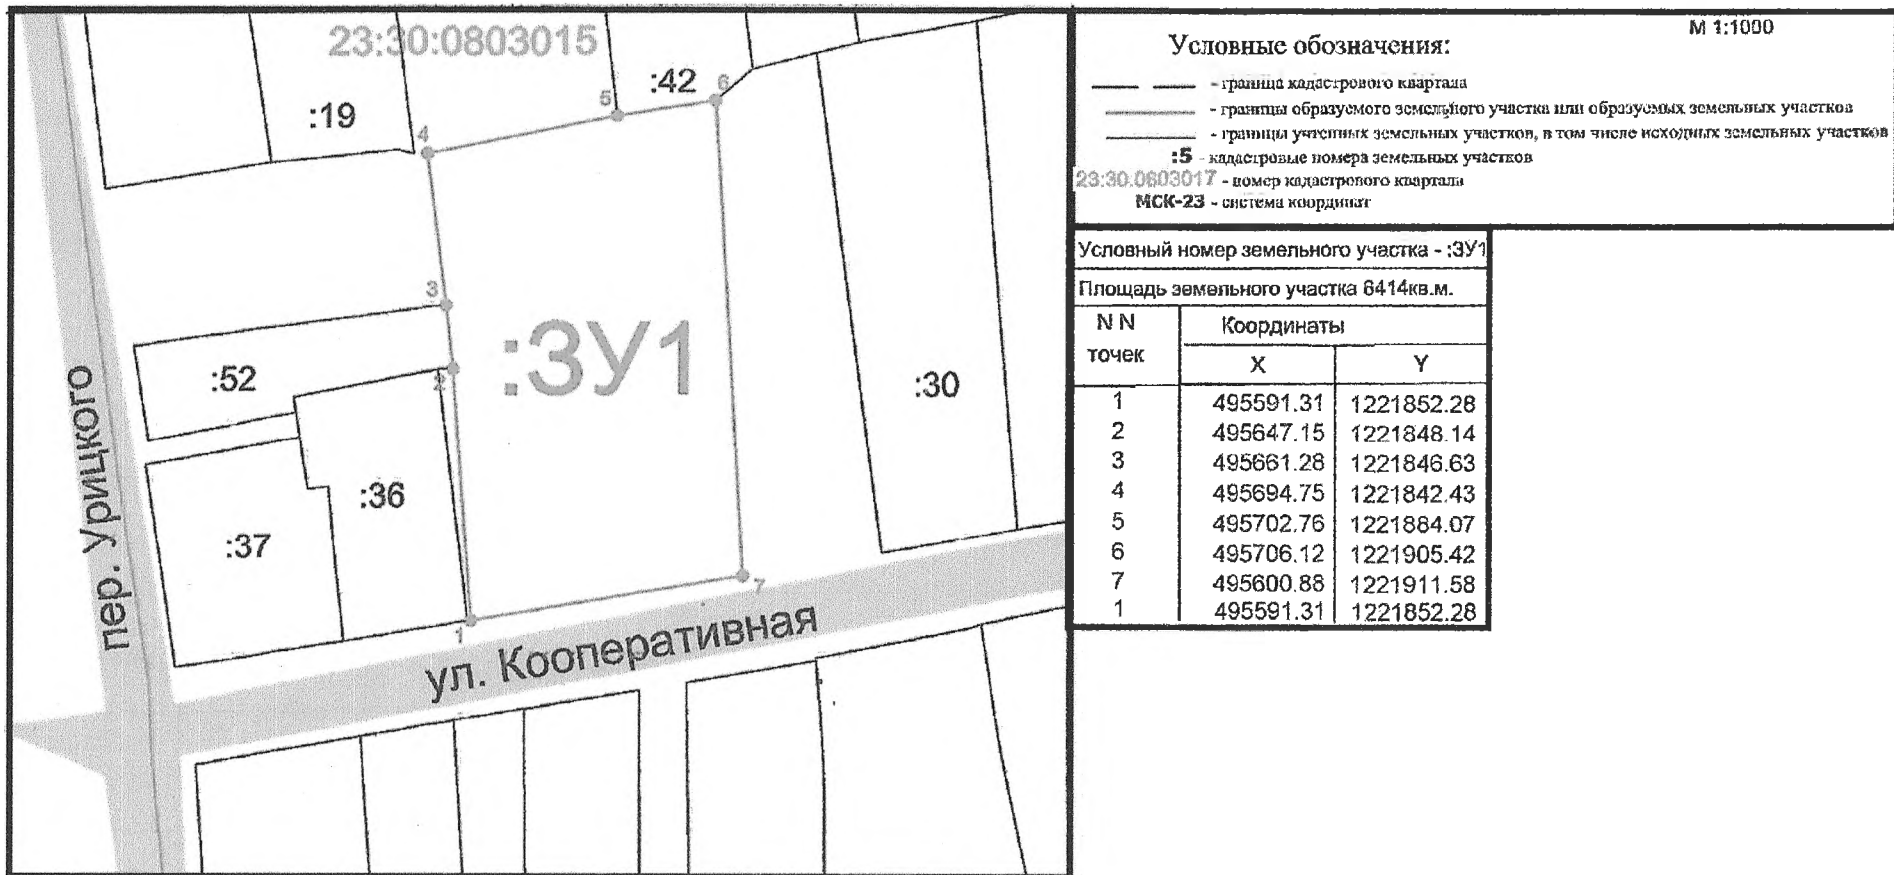 23:30:0803015
:42
6
5
:19
4
3
:ЗУ1
:52
2
:30
:36
:37
7
1
пер. Урицкого
ул. Кооперативная
М 1:1000
Условные обозначения:
- граница кадастрового квартала
- границы образуемого земельного участка или образуемых земельных участков
- границы учтенных земельных участков, в том числе исходных земельных участков
:5 - кадастровые номера земельных участков
23:30:0803017 - номер кадастрового квартала
МСК-23 - система координат
Условный номер земельного участка - :ЗУ1
Площадь земельного участка 6414кв.м.
N N точек Координаты
X Y
1 495591.31 1221852.28
2 495647.15 1221848.14
3 495661.28 1221846.63
4 495694.75 1221842.43
5 495702.76 1221884.07
6 495706.12 1221905.42
7 495600.88 1221911.58
1 495591.31 1221852.28